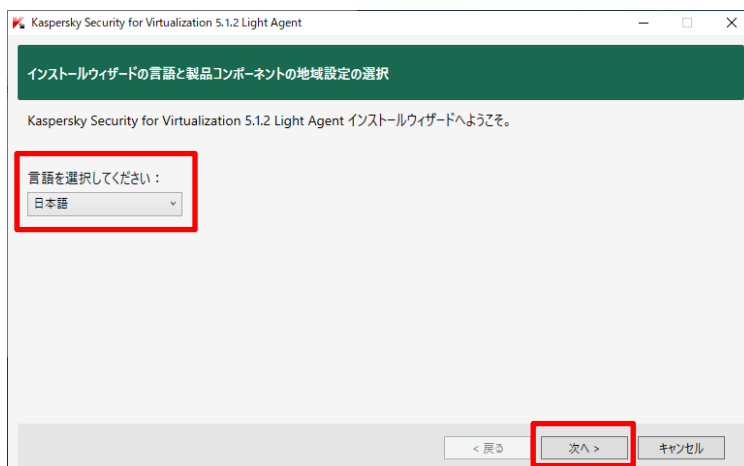 Kaspersky Security for Virtualization 5.1.2 Light Agent
インストールウィザードの言語と製品コンポーネントの地域設定の選択
Kaspersky Security for Virtualization 5.1.2 Light Agent インストールウィザードへようこそ。
言語を選択してください：
日本語
< 戻る
次へ >
キャンセル